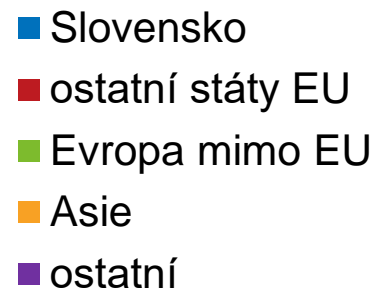 Slovensko
ostatní státy EU
Evropa mimo EU
Asie
ostatní